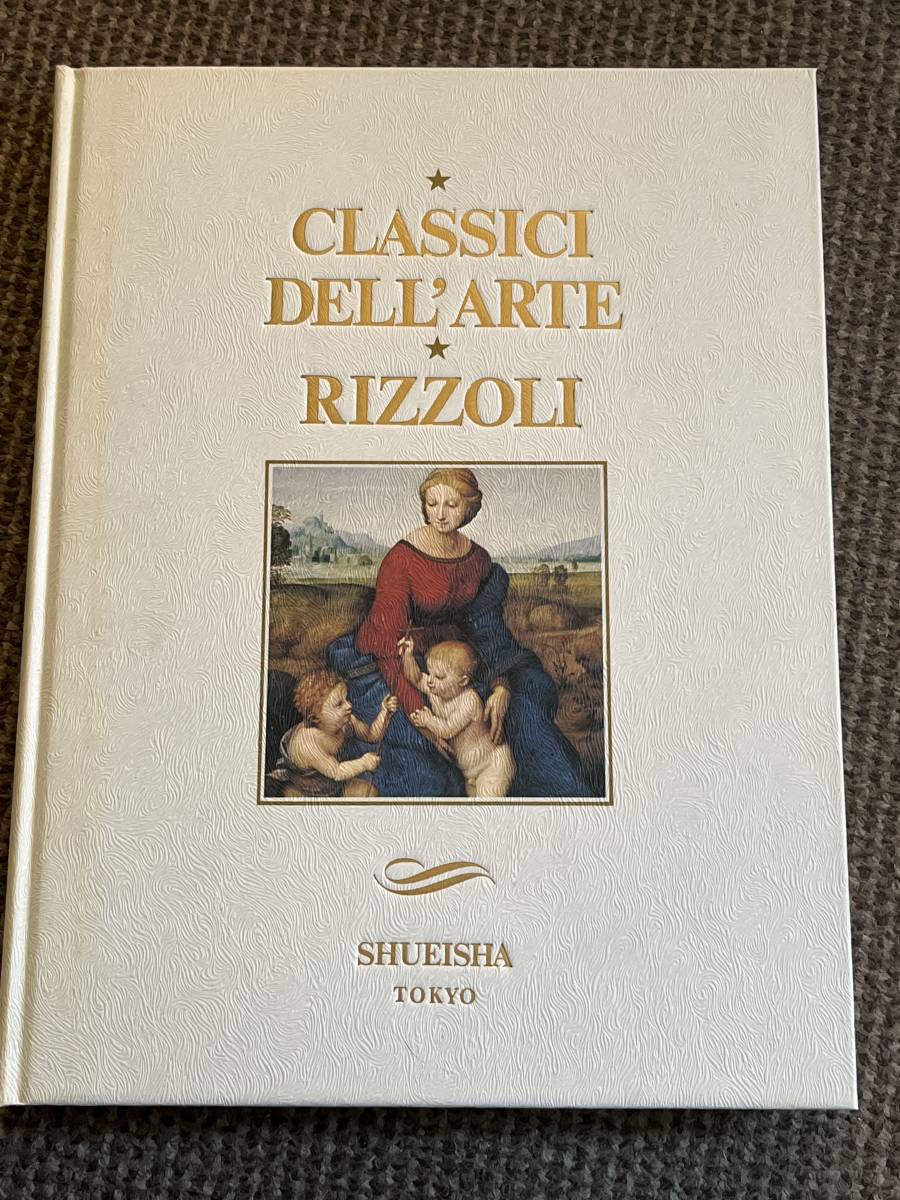 CLASSICI
DELL'ARTE
RIZZOLI
SHUEISHA
TOKYO